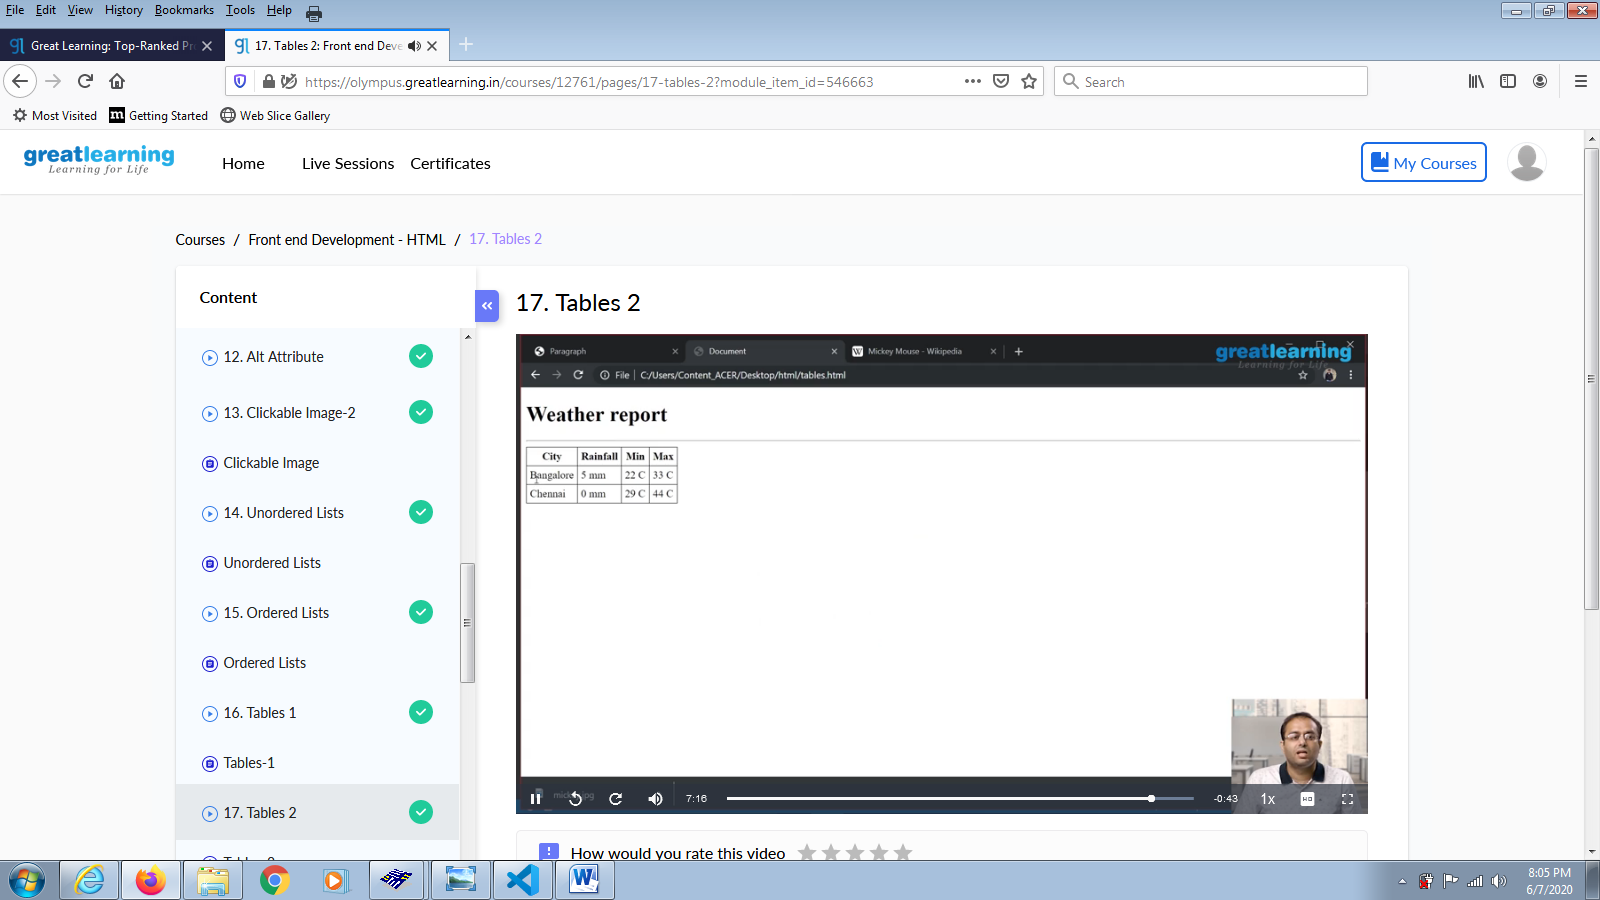 File Edit View History Bookmarks Tools Help
Great Learning: Top-Ranked Pr
17. Tables 2: Front end Deve
https://olympus.greatlearning.in/courses/12761/pages/17-tables-2?module_item_id=546663
Search
Most Visited Getting Started Web Slice Gallery
greatlearning
Learning for Life
Home Live Sessions Certificates
My Courses
Courses / Front end Development - HTML / 17. Tables 2
Content
12. Alt Attribute
13. Clickable Image-2
Clickable Image
14. Unordered Lists
Unordered Lists
15. Ordered Lists
Ordered Lists
16. Tables 1
Tables-1
17. Tables 2
17. Tables 2
Paragraph Document Mickey Mouse - Wikipedia
greatlearning
Learning for Life
File C:/Users/Content_ACER/Desktop/html/tables.html
Weather report
City Rainfall Min Max
Bangalore 5 mm 22 C 33 C
Chennai 0 mm 29 C 44 C
7:16 -0:43 1x HD
How would you rate this video
8:05 PM
6/7/2020